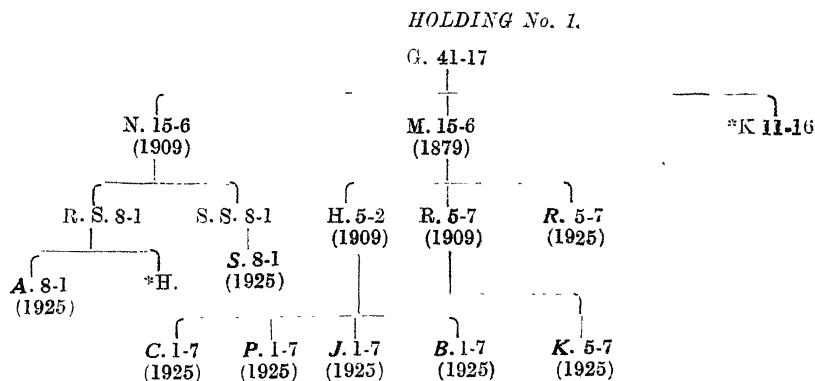 HOLDING No. 1.
G. 41-17
N. 15-6 M. 15-6 *K 11-16
(1909) (1879)
R. S. 8-1 S. S. 8-1 H. 5-2 R. 5-7 R. 5-7
(1909) (1909) (1925)
A. 8-1 *H. S. 8-1
(1925) (1925)
C. 1-7 P. 1-7 J. 1-7 B. 1-7 K. 5-7
(1925) (1925) (1925) (1925) (1925)